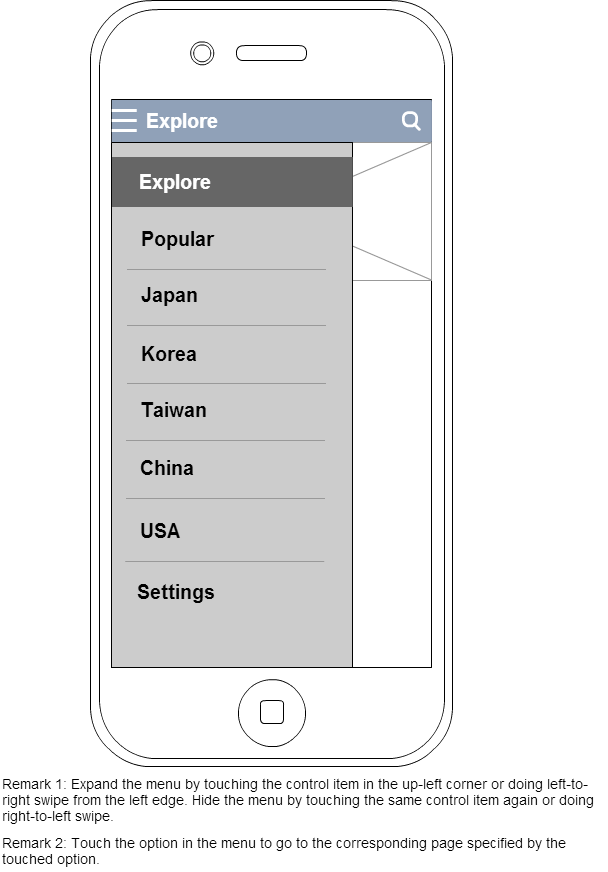 Explore
Explore
Popular
Japan
Korea
Taiwan
China
USA
Settings
Remark 1: Expand the menu by touching the control item in the up-left corner or doing left-to-
right swipe from the left edge. Hide the menu by touching the same control item again or doing
right-to-left swipe.
Remark 2: Touch the option in the menu to go to the corresponding page specified by the
touched option.